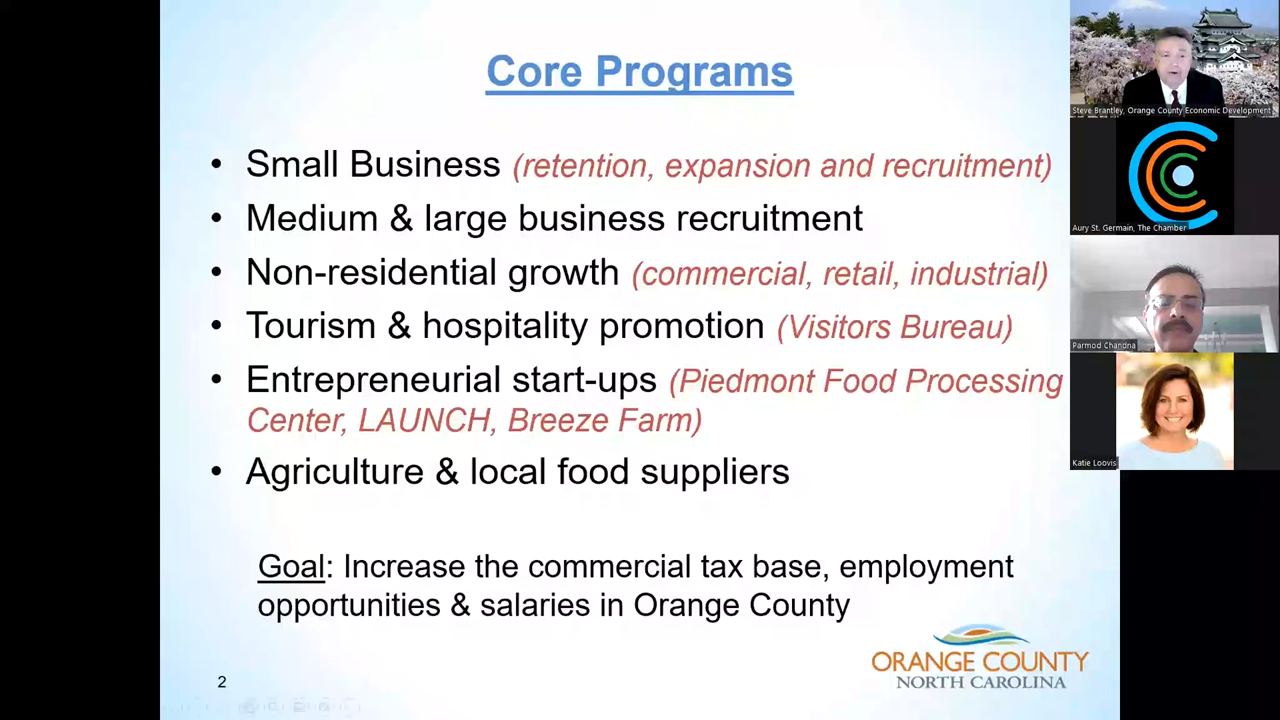 Core Programs
• Small Business (retention, expansion and recruitment)
• Medium & large business recruitment
• Non-residential growth (commercial, retail, industrial)
• Tourism & hospitality promotion (Visitors Bureau)
• Entrepreneurial start-ups (Piedmont Food Processing
Center, LAUNCH, Breeze Farm)
• Agriculture & local food suppliers
Goal: Increase the commercial tax base, employment
opportunities & salaries in Orange County
ORANGE COUNTY
NORTH CAROLINA
2
Steve Brantley, Orange County Economic Development
Aury St. Germain, The Chamber
Parmod Chandna
Katie Loovis